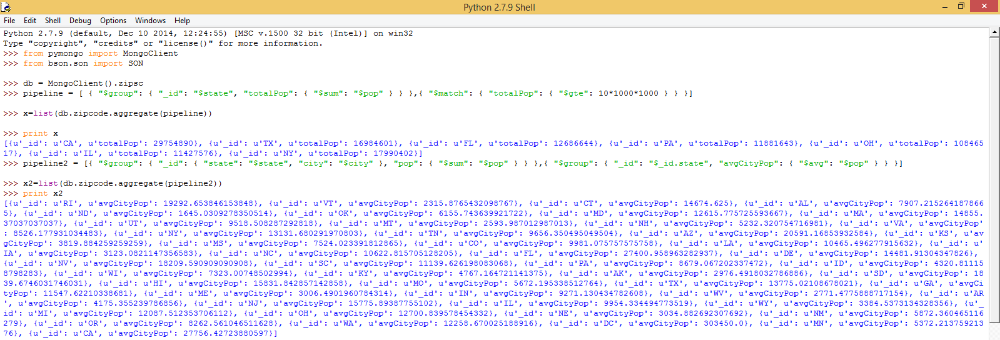 Python 2.7.9 Shell
File Edit Shell Debug Options Windows Help
Python 2.7.9 (default, Dec 10 2014, 12:24:55) [MSC v.1500 32 bit (Intel)] on win32
Type "copyright", "credits" or "license()" for more information.
>>> from pymongo import MongoClient
>>> from bson.son import SON
>>> db = MongoClient().zipsc
>>> pipeline = [ { "$group": { "_id": "$state", "totalPop": { "$sum": "$pop" } } },{ "$match": { "totalPop": { "$gte": 10*1000*1000 } } }]
>>> x=list(db.zipcode.aggregate(pipeline))
>>> print x
[{u'_id': u'CA', u'totalPop': 29754890}, {u'_id': u'TX', u'totalPop': 16984601}, {u'_id': u'FL', u'totalPop': 12686644}, {u'_id': u'PA', u'totalPop': 11881643}, {u'_id': u'OH', u'totalPop': 108465
17}, {u'_id': u'IL', u'totalPop': 11427576}, {u'_id': u'NY', u'totalPop': 17990402}]
>>> pipeline2 = [{ "$group": { "_id": { "state": "$state", "city": "$city" }, "pop": { "$sum": "$pop" } } },{ "$group": { "_id": "$_id.state", "avgCityPop": { "$avg": "$pop" } } }]
>>> x2=list(db.zipcode.aggregate(pipeline2))
>>> print x2
[{u'_id': u'RI', u'avgCityPop': 19292.653846153848}, {u'_id': u'VT', u'avgCityPop': 2315.8765432098767}, {u'_id': u'CT', u'avgCityPop': 14674.625}, {u'_id': u'AL', u'avgCityPop': 7907.215264187866
5}, {u'_id': u'ND', u'avgCityPop': 1645.0309278350514}, {u'_id': u'OK', u'avgCityPop': 6155.743639921722}, {u'_id': u'MD', u'avgCityPop': 12615.775725593667}, {u'_id': u'MA', u'avgCityPop': 14855.
37037037037}, {u'_id': u'UT', u'avgCityPop': 9518.508287292818}, {u'_id': u'MT', u'avgCityPop': 2593.987012987013}, {u'_id': u'NH', u'avgCityPop': 5232.320754716981}, {u'_id': u'VA', u'avgCityPop'
: 8526.177931034483}, {u'_id': u'NY', u'avgCityPop': 13131.680291970803}, {u'_id': u'TN', u'avgCityPop': 9656.350495049504}, {u'_id': u'AZ', u'avgCityPop': 20591.16853932584}, {u'_id': u'KS', u'av
gCityPop': 3819.884259259259}, {u'_id': u'MS', u'avgCityPop': 7524.023391812865}, {u'_id': u'CO', u'avgCityPop': 9981.075757575758}, {u'_id': u'LA', u'avgCityPop': 10465.496277915632}, {u'_id': u'
IA', u'avgCityPop': 3123.0821147356583}, {u'_id': u'NC', u'avgCityPop': 10622.815705128205}, {u'_id': u'FL', u'avgCityPop': 27400.958963282937}, {u'_id': u'DE', u'avgCityPop': 14481.91304347826},
{u'_id': u'NV', u'avgCityPop': 18209.590909090908}, {u'_id': u'SC', u'avgCityPop': 11139.626198083068}, {u'_id': u'PA', u'avgCityPop': 8679.067202337472}, {u'_id': u'ID', u'avgCityPop': 4320.81115
8798283}, {u'_id': u'WI', u'avgCityPop': 7323.00748502994}, {u'_id': u'KY', u'avgCityPop': 4767.164721141375}, {u'_id': u'AK', u'avgCityPop': 2976.4918032786886}, {u'_id': u'SD', u'avgCityPop': 18
39.6746031746031}, {u'_id': u'HI', u'avgCityPop': 15831.842857142858}, {u'_id': u'MO', u'avgCityPop': 5672.195338512764}, {u'_id': u'TX', u'avgCityPop': 13775.02108678021}, {u'_id': u'GA', u'avgCi
tyPop': 11547.62210338681}, {u'_id': u'ME', u'avgCityPop': 3006.4901960784314}, {u'_id': u'IN', u'avgCityPop': 9271.130434782608}, {u'_id': u'WV', u'avgCityPop': 2771.4775888717154}, {u'_id': u'AR
', u'avgCityPop': 4175.355239786856}, {u'_id': u'NJ', u'avgCityPop': 15775.89387755102}, {u'_id': u'IL', u'avgCityPop': 9954.334494773519}, {u'_id': u'WY', u'avgCityPop': 3384.5373134328356}, {u'_
id': u'MI', u'avgCityPop': 12087.512353706112}, {u'_id': u'OH', u'avgCityPop': 12700.839578454332}, {u'_id': u'NE', u'avgCityPop': 3034.882692307692}, {u'_id': u'NM', u'avgCityPop': 5872.360465116
279}, {u'_id': u'OR', u'avgCityPop': 8262.561046511628}, {u'_id': u'WA', u'avgCityPop': 12258.670025188916}, {u'_id': u'DC', u'avgCityPop': 303450.0}, {u'_id': u'MN', u'avgCityPop': 5372.213759213
76}, {u'_id': u'CA', u'avgCityPop': 27756.42723880597}]